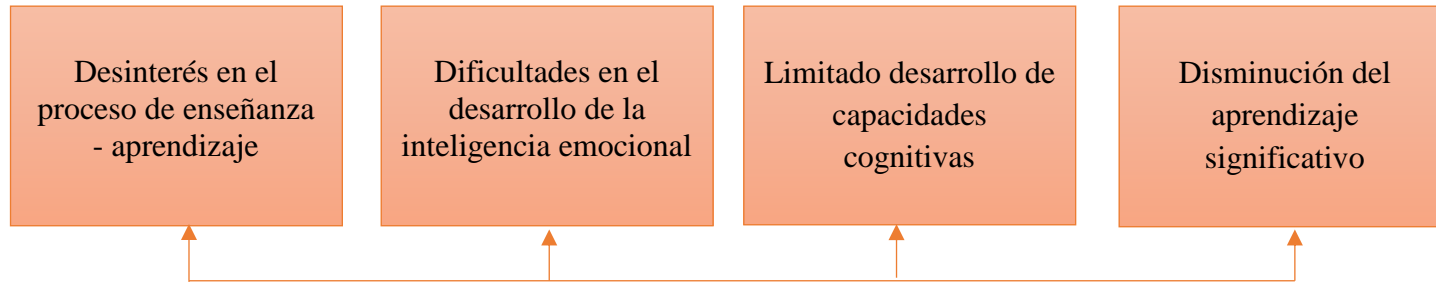 Desinterés en el
proceso de enseñanza
- aprendizaje
Dificultades en el
desarrollo de la
inteligencia emocional
Limitado desarrollo de
capacidades
cognitivas
Disminución del
aprendizaje
significativo